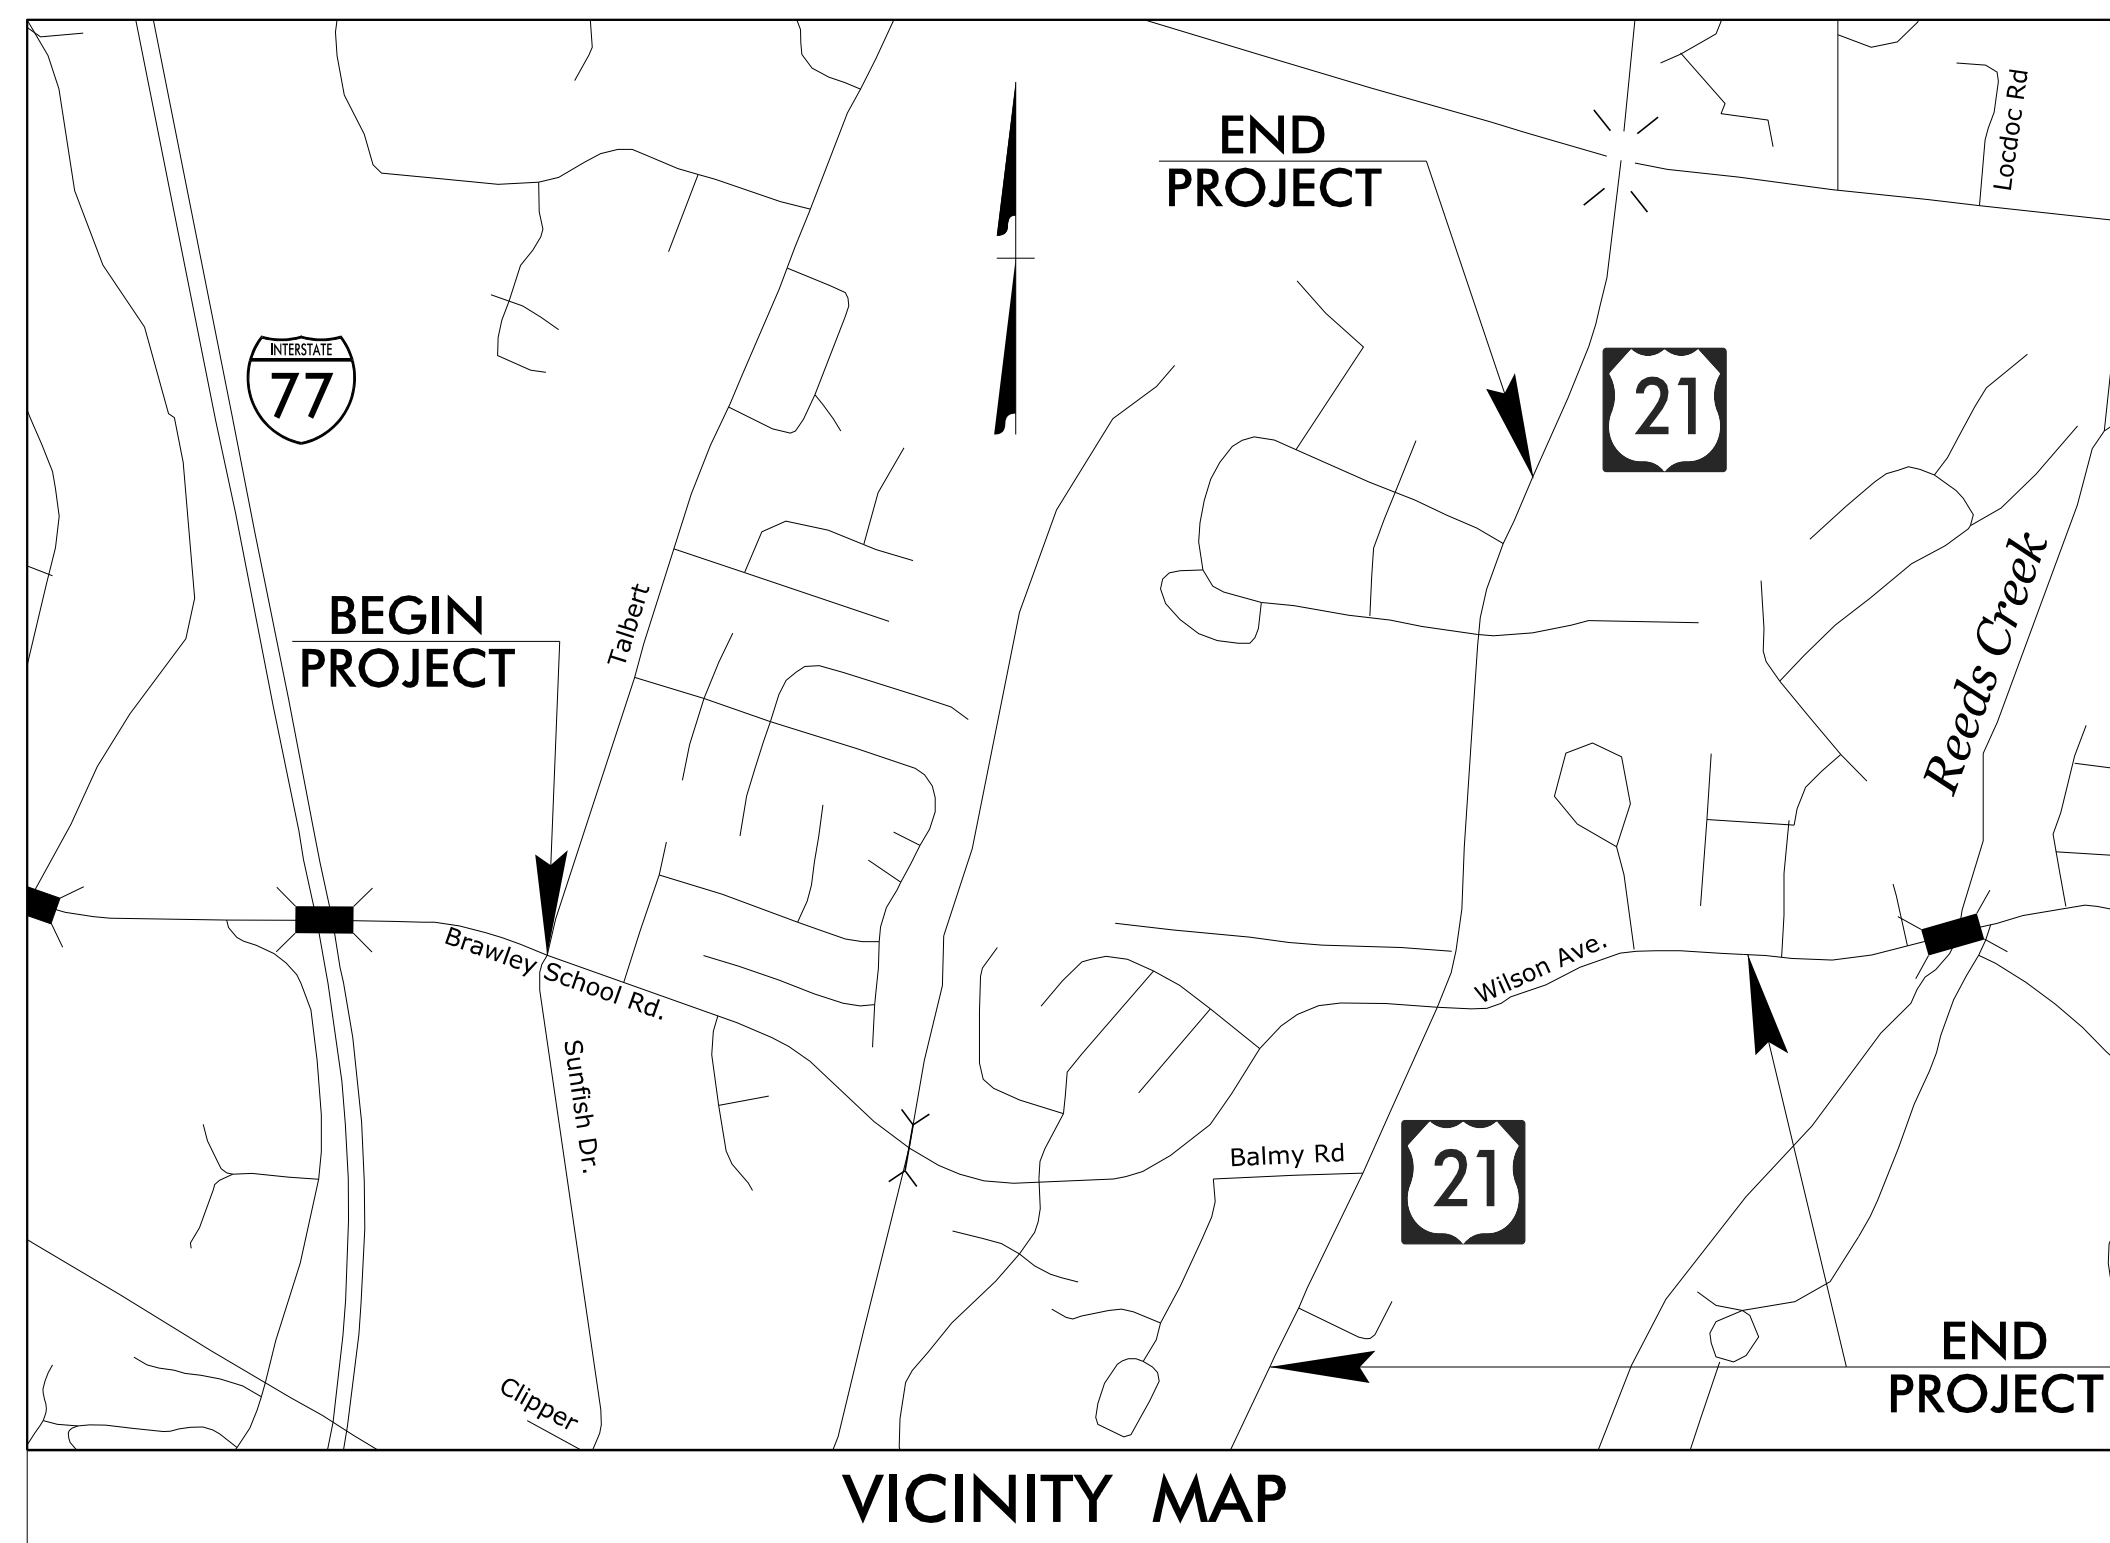 Locdoc Rd
END
PROJECT
INTERSTATE
77
21
Reeds Creek
BEGIN
PROJECT
Talbert
Brawley School Rd.
Wilson Ave.
Sunfish Dr.
Balmy Rd
21
END
PROJECT
Clipper
VICINITY MAP